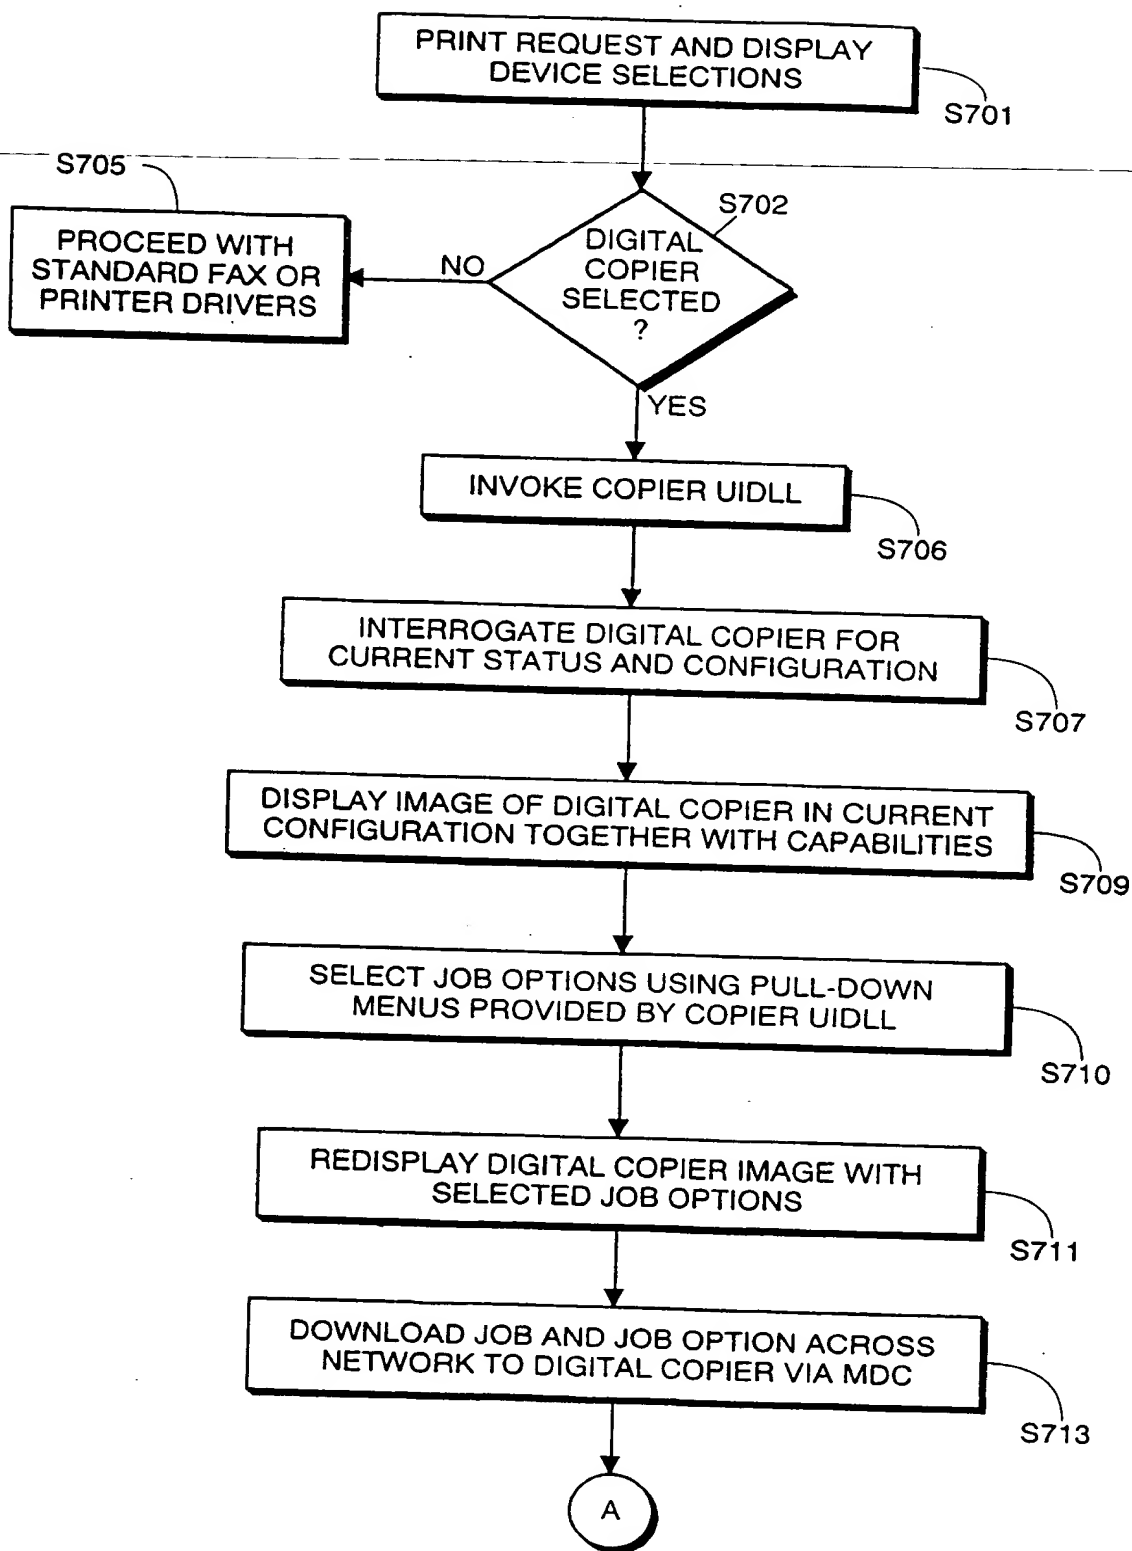 PRINT REQUEST AND DISPLAY
DEVICE SELECTIONS
S701
S705
S702
PROCEED WITH
STANDARD FAX OR
PRINTER DRIVERS
NO
DIGITAL
COPIER
SELECTED
?
YES
INVOKE COPIER UIDLL
S706
INTERROGATE DIGITAL COPIER FOR
CURRENT STATUS AND CONFIGURATION
S707
DISPLAY IMAGE OF DIGITAL COPIER IN CURRENT
CONFIGURATION TOGETHER WITH CAPABILITIES
S709
SELECT JOB OPTIONS USING PULL-DOWN
MENUS PROVIDED BY COPIER UIDLL
S710
REDISPLAY DIGITAL COPIER IMAGE WITH
SELECTED JOB OPTIONS
S711
DOWNLOAD JOB AND JOB OPTION ACROSS
NETWORK TO DIGITAL COPIER VIA MDC
S713
A